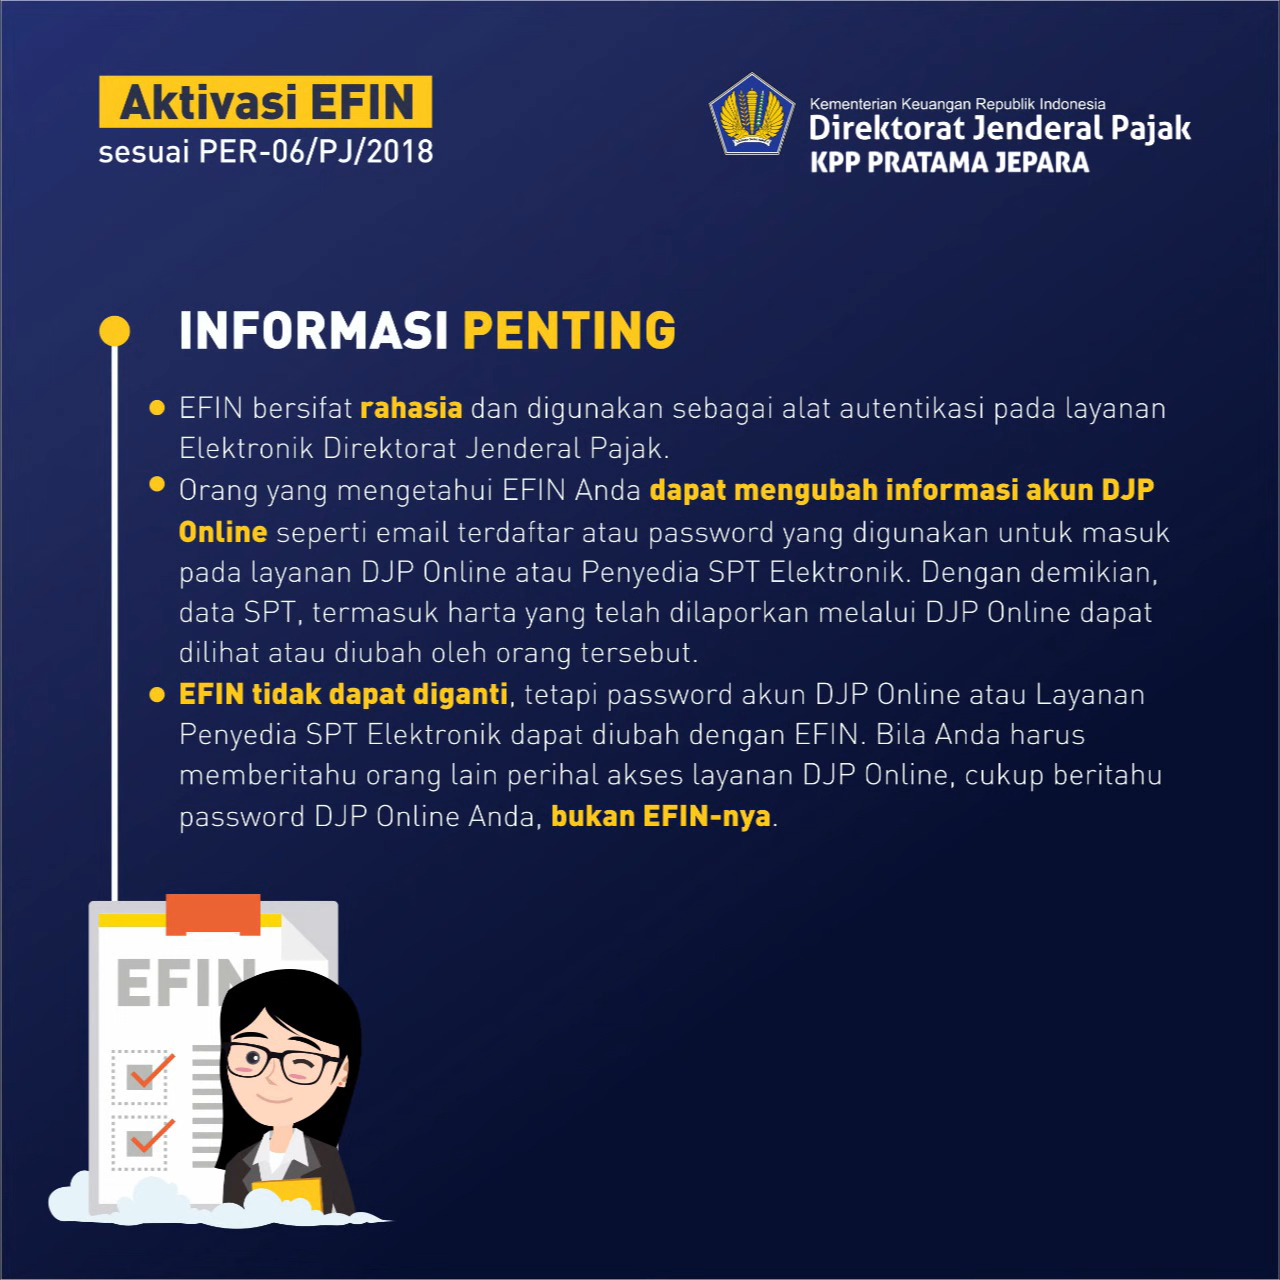 Aktivasi EFIN
sesuai PER-06/PJ/2018
Kementerian Keuangan Republik Indonesia
Direktorat Jenderal Pajak
KPP PRATAMA JEPARA
INFORMASI PENTING
EFIN bersifat rahasia dan digunakan sebagai alat autentikasi pada layanan
Elektronik Direktorat Jenderal Pajak.
Orang yang mengetahui EFIN Anda dapat mengubah informasi akun DJP
Online seperti email terdaftar atau password yang digunakan untuk masuk
pada layanan DJP Online atau Penyedia SPT Elektronik. Dengan demikian,
data SPT, termasuk harta yang telah dilaporkan melalui DJP Online dapat
dilihat atau diubah oleh orang tersebut.
EFIN tidak dapat diganti, tetapi password akun DJP Online atau Layanan
Penyedia SPT Elektronik dapat diubah dengan EFIN. Bila Anda harus
memberitahu orang lain perihal akses layanan DJP Online, cukup beritahu
password DJP Online Anda, bukan EFIN-nya.
EFIN